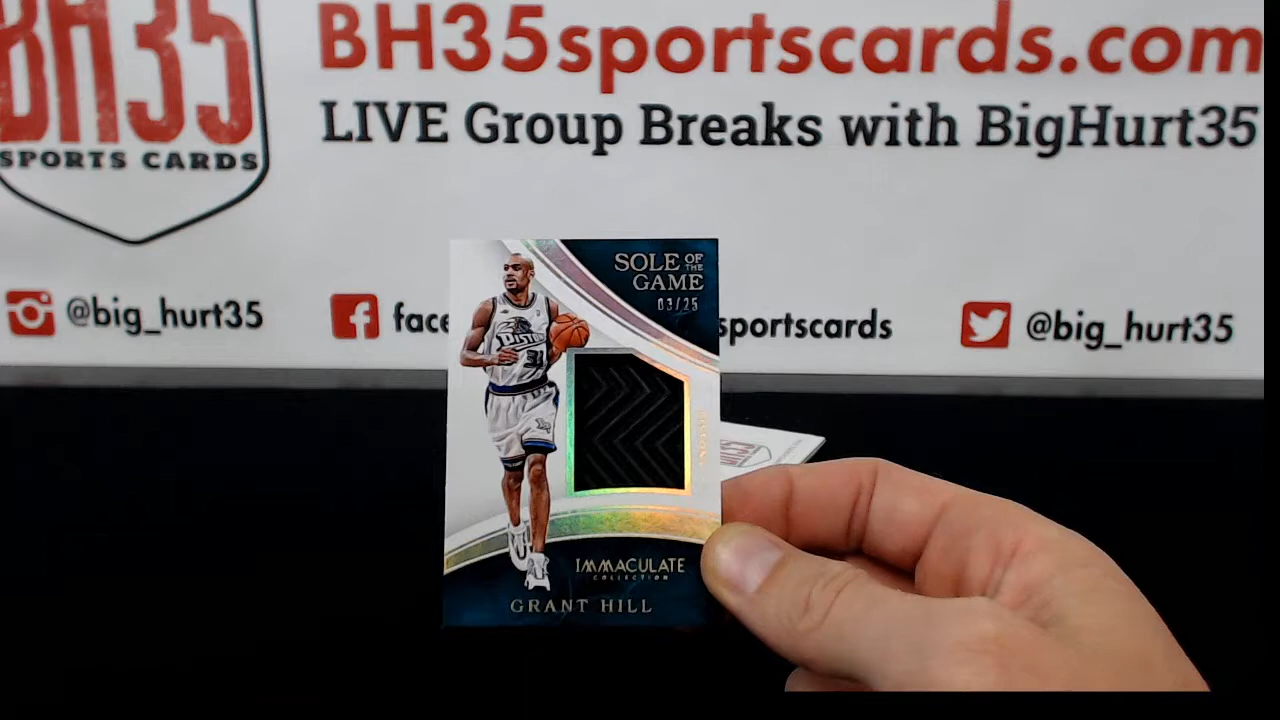 BH35
SPORTS CARDS
BH35sportscards.com
LIVE Group Breaks with BigHurt35
@big_hurt35
face
sportscards
@big_hurt35
SOLE OF THE
GAME
03/25
PISTONS
33
IMMACULATE
COLLECTION
GRANT HILL
BH35